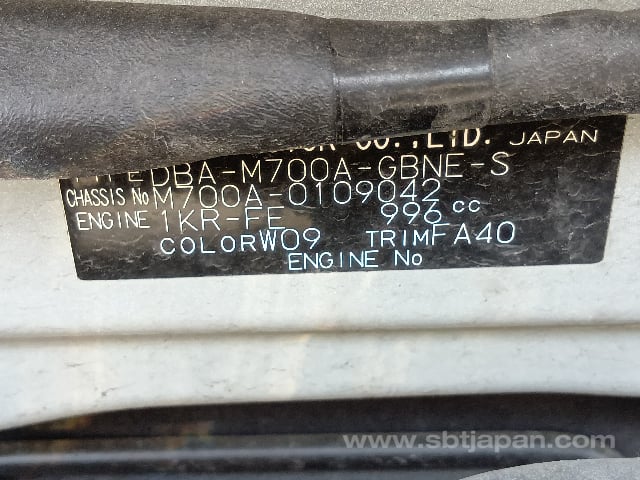 CO.,LTD. JAPAN
DBA-M700A-GBNE-S
CHASSIS No M700A-0109042
ENGINE 1KR-FE 996 cc
COLOR W09 TRIM FA40
ENGINE No
www.sbtjapan.com